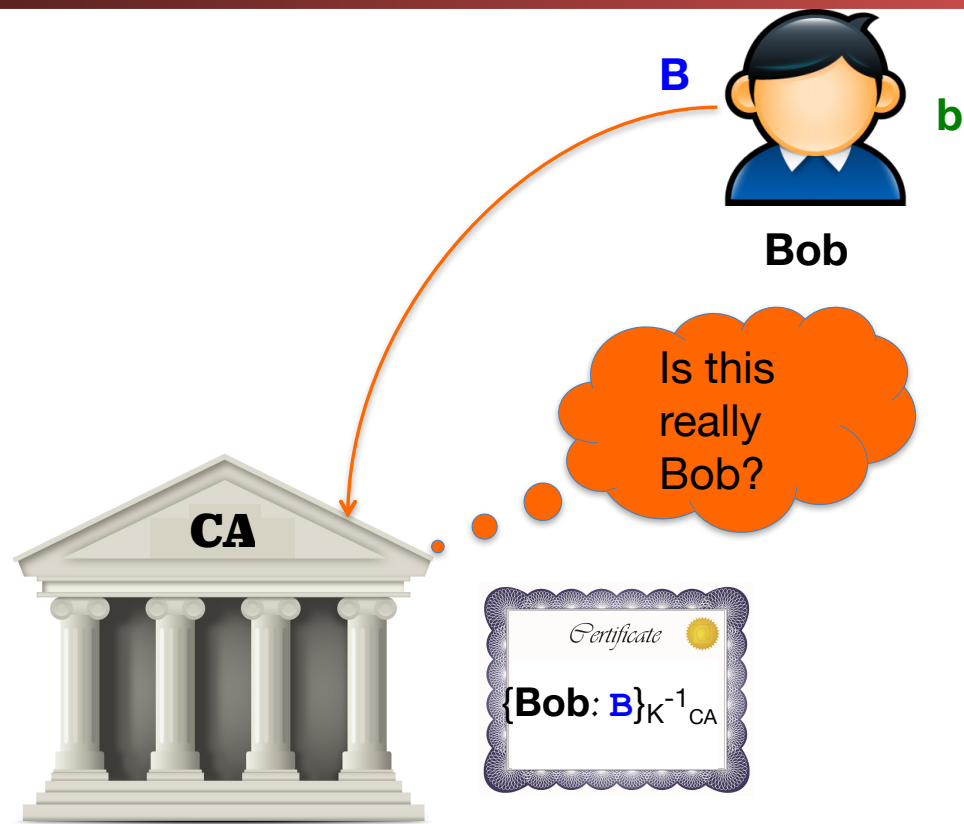 B
b
Bob
Is this
really
Bob?
CA
Certificate
{Bob: B}K⁻¹CA